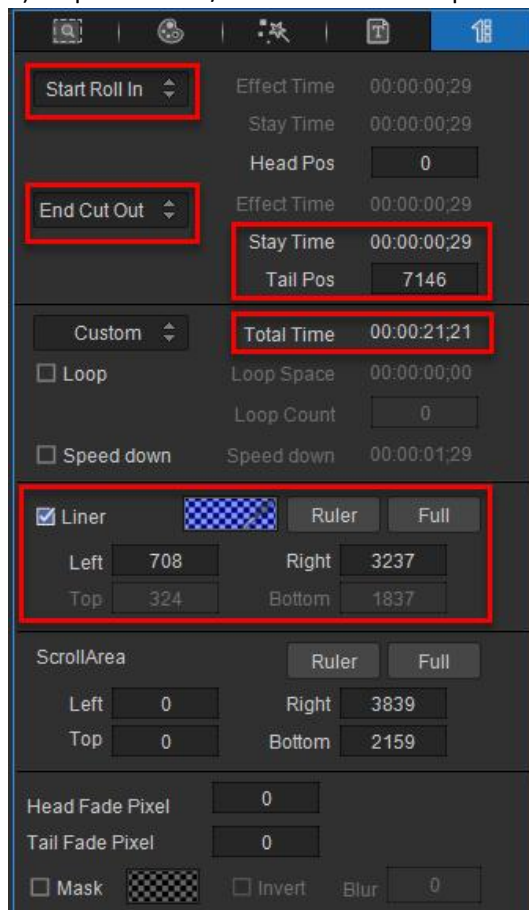 Start Roll In Effect Time 00:00:00;29
Stay Time 00:00:00;29
Head Pos 0
End Cut Out Effect Time 00:00:00;29
Stay Time 00:00:00;29
Tail Pos 7146
Custom Total Time 00:00:21;21
Loop Loop Space 00:00:00;00
Loop Count 0
Speed down Speed down 00:00:01;29
Liner Ruler Full
Left 708 Right 3237
Top 324 Bottom 1837
ScrollArea Ruler Full
Left 0 Right 3839
Top 0 Bottom 2159
Head Fade Pixel 0
Tail Fade Pixel 0
Mask Invert Blur 0